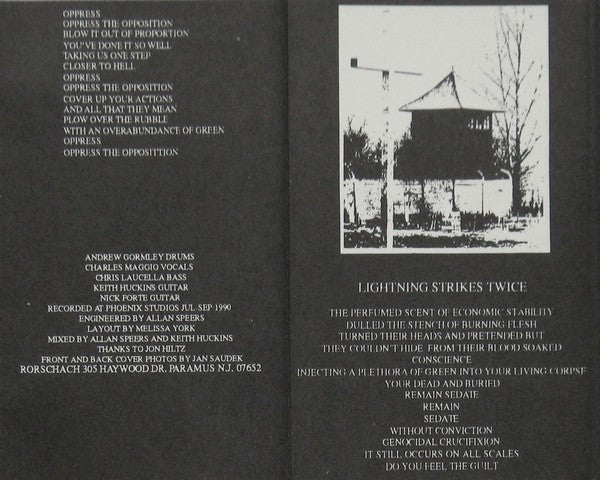 OPPRESS
OPPRESS THE OPPOSITION
BLOW IT OUT OF PROPORTION
YOU'VE DONE IT SO WELL
TAKING US ONE STEP
CLOSER TO HELL
OPPRESS
OPPRESS THE OPPOSITION
COVER UP YOUR ACTIONS
AND ALL THAT THEY MEAN
PLOW OVER THE RUBBLE
WITH AN OVERABUNDANCE OF GREEN
OPPRESS
OPPRESS THE OPPOSITTION
ANDREW GORMLEY DRUMS
CHARLES MAGGIO VOCALS
CHRIS LAUCELLA BASS
KEITH HUCKINS GUITAR
NICK FORTE GUITAR
RECORDED AT PHOENIX STUDIOS JUL SEP 1990
ENGINEERED BY ALLAN SPEERS
LAYOUT BY MELISSA YORK
MIXED BY ALLAN SPEERS AND KEITH HUCKINS
THANKS TO JON HILTZ
FRONT AND BACK COVER PHOTOS BY JAN SAUDEK
RORSCHACH 305 HAYWOOD DR. PARAMUS N.J. 07652
LIGHTNING STRIKES TWICE
THE PERFUMED SCENT OF ECONOMIC STABILITY
DULLED THE STENCH OF BURNING FLESH
TURNED THEIR HEADS AND PRETENDED BUT
THEY COULDN'T HIDE FROM THEIR BLOOD SOAKED
CONSCIENCE
INJECTING A PLETHORA OF GREEN INTO YOUR LIVING CORPSE
YOUR DEAD AND BURIED
REMAIN SEDATE
REMAIN
SEDATE
WITHOUT CONVICTION
GENOCIDAL CRUCIFIXION
IT STILL OCCURS ON ALL SCALES
DO YOU FEEL THE GUILT